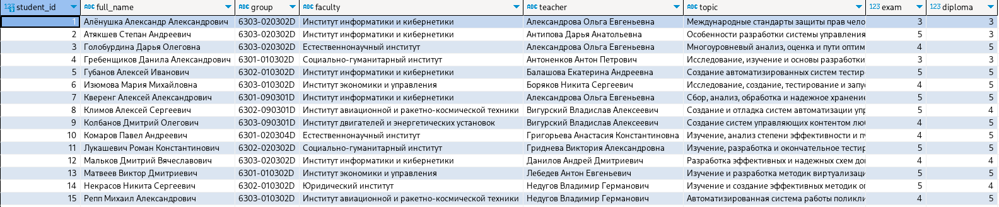 123 student_id ABC full_name ABC group ABC faculty ABC teacher ABC topic 123 exam 123 diploma
1 Алёнушка Александр Александрович 6303-020302D Институт информатики и кибернетики Александрова Ольга Евгеньевна Международные стандарты защиты прав чело 3 3
2 Атякшев Степан Андреевич 6303-020302D Институт информатики и кибернетики Антипова Дарья Анатольевна Особенности разработки системы управления 5 3
3 Голобурдина Дарья Олеговна 6303-020302D Естественнонаучный институт Александрова Ольга Евгеньевна Многоуровневый анализ, оценка и пути оптим 4 5
4 Гребенщиков Данила Александрович 6301-010302D Социально-гуманитарный институт Антоненков Антон Петрович Исследование, изучение и основы разработки 3 3
5 Губанов Алексей Иванович 6302-010302D Институт информатики и кибернетики Балашова Екатерина Андреевна Создание автоматизированных систем тестир 5 5
6 Изюмова Мария Михайловна 6303-010302D Институт экономики и управления Боряков Никита Сергеевич Исследование, создание, тестирование и запу 4 5
7 Кверенг Алексей Александрович 6301-090301D Институт информатики и кибернетики Александрова Ольга Евгеньевна Сбор, анализ, обработка и надежное хранение 5 5
8 Климов Алексей Сергеевич 6302-090301D Институт авиационной и ракетно-космической техники Вигурский Владислав Алексеевич Создание и отладка систем автоматизации упр 5 4
9 Колбанов Дмитрий Олегович 6303-090301D Институт двигателей и энергетических установок Вигурский Владислав Алексеевич Создание систем управляющих контентом лю 4 5
10 Комаров Павел Андреевич 6301-020304D Естественнонаучный институт Григорьева Анастасия Константиновна Изучение, анализ степени эффективности и п 4 5
11 Лукашевич Роман Константинович 6302-020302D Социально-гуманитарный институт Гриднева Виктория Александровна Изучение, разработка и окончательное тестир 5 5
12 Мальков Дмитрий Вячеславович 6303-020302D Институт информатики и кибернетики Данилов Андрей Дмитриевич Разработка эффективных и надежных схем до 4 4
13 Матвеев Виктор Дмитриевич 6301-010302D Институт экономики и управления Лебедев Антон Евгеньевич Изучение и разработка методик виртуализаци 5 5
14 Некрасов Никита Сергеевич 6302-010302D Юридический институт Недугов Владимир Германович Изучение и создание эффективных методик о 5 4
15 Репп Михаил Александрович 6303-010302D Институт авиационной и ракетно-космической техники Недугов Владимир Германович Автоматизированная система работы поликли 4 5